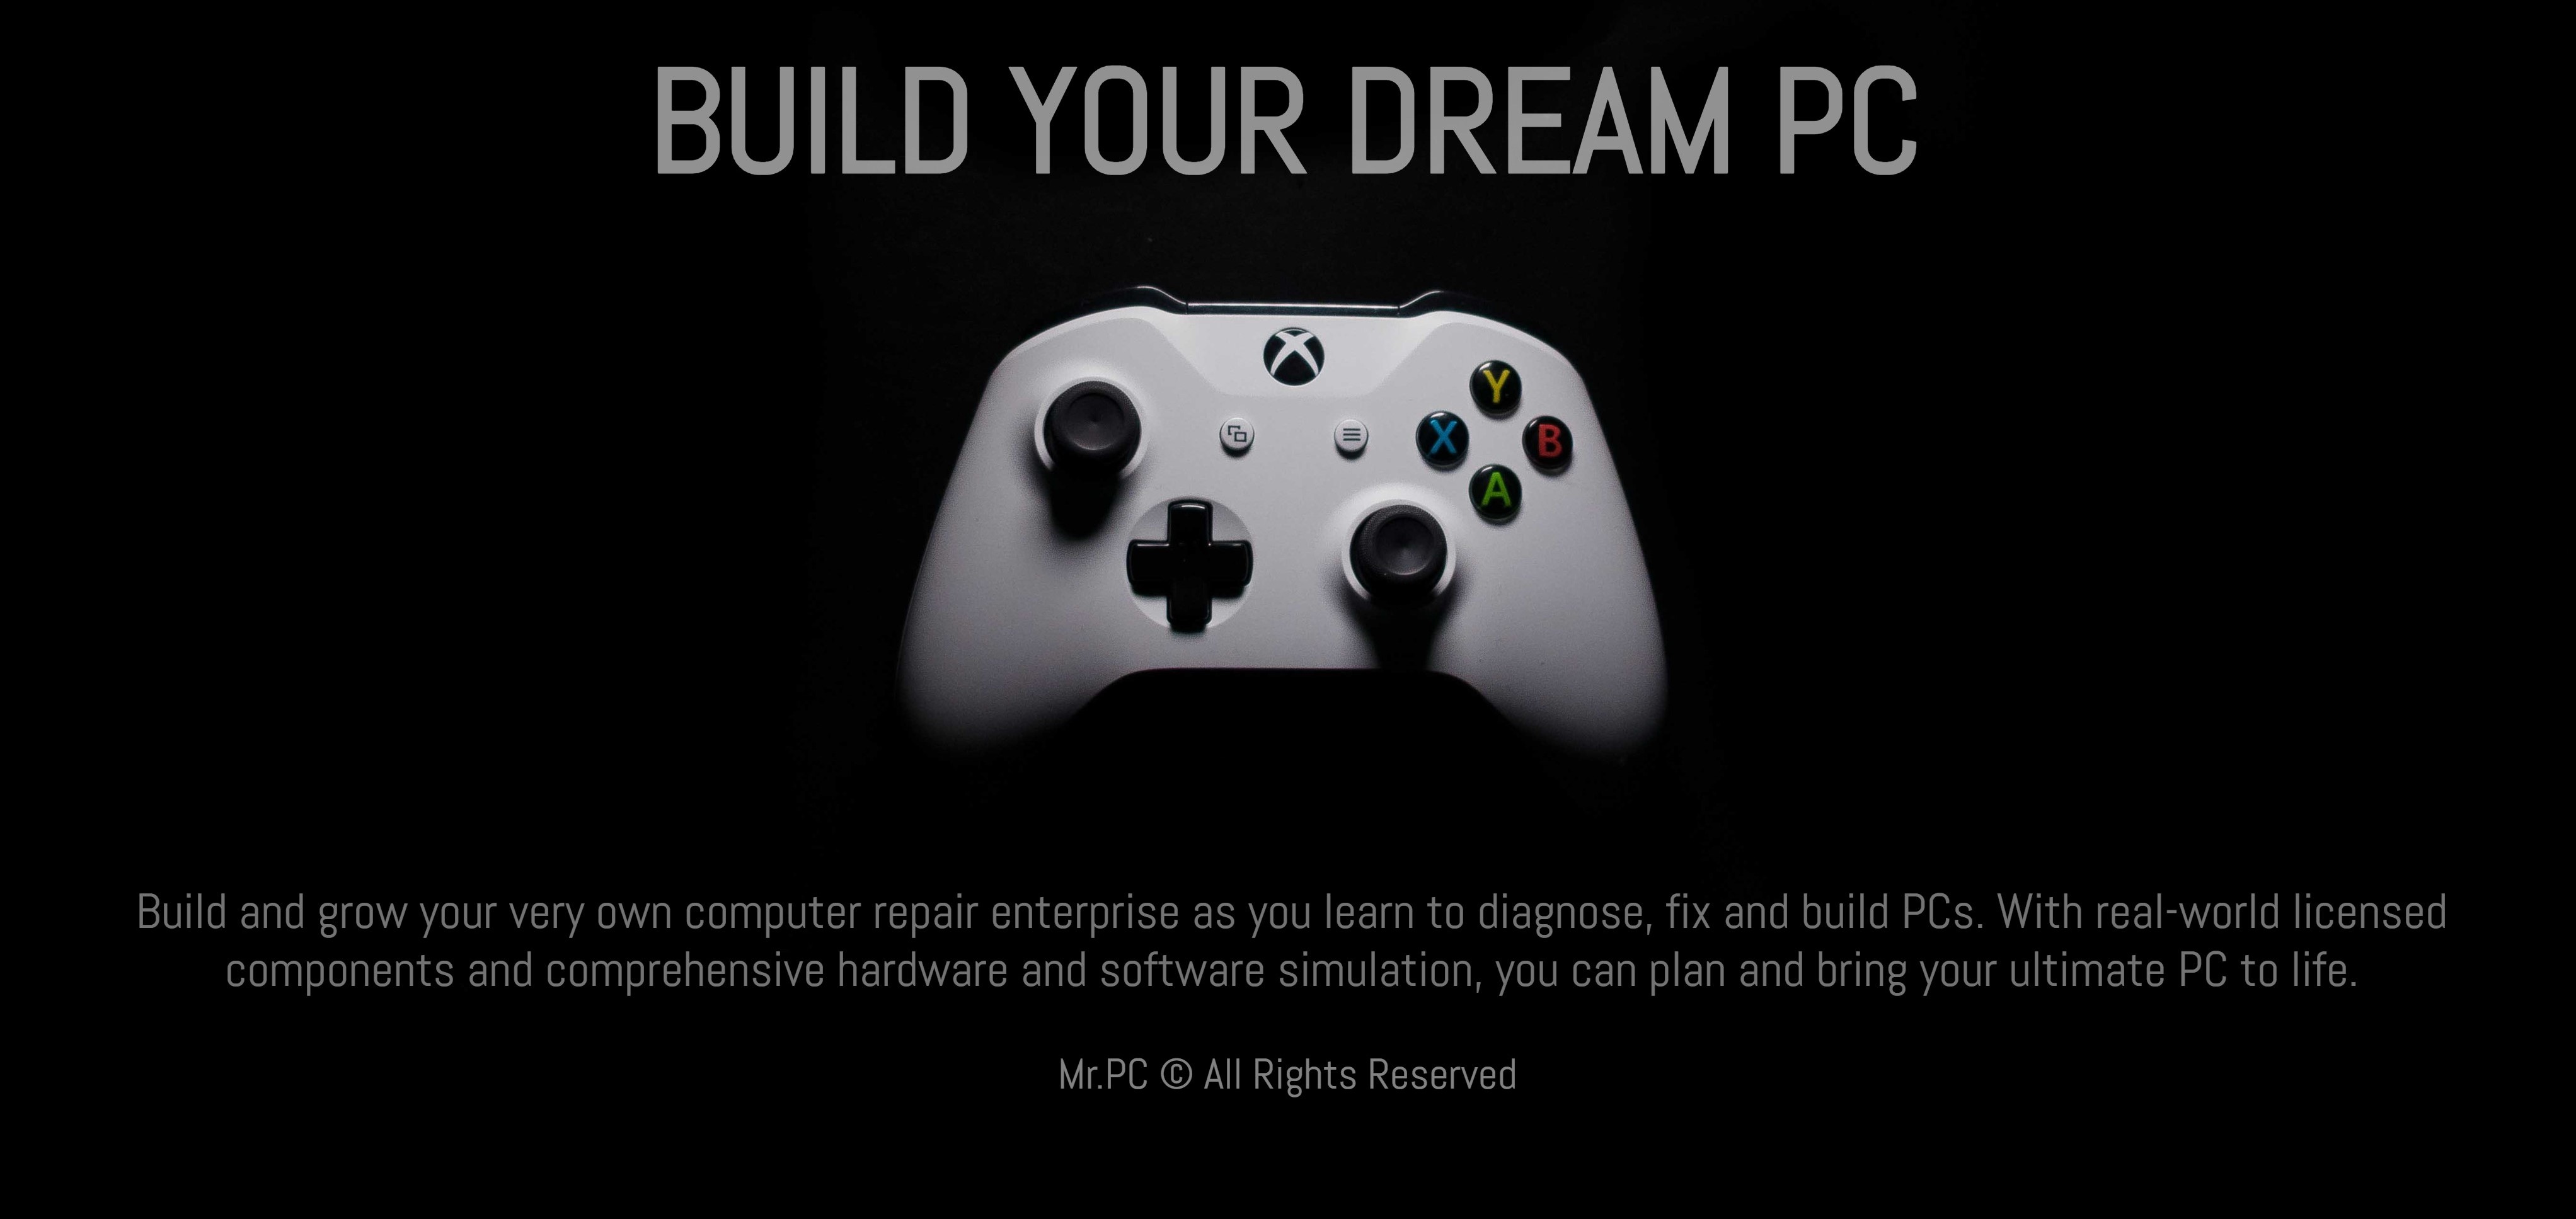 BUILD YOUR DREAM PC
Y
X B
A
Build and grow your very own computer repair enterprise as you learn to diagnose, fix and build PCs. With real-world licensed
components and comprehensive hardware and software simulation, you can plan and bring your ultimate PC to life.
Mr.PC © All Rights Reserved